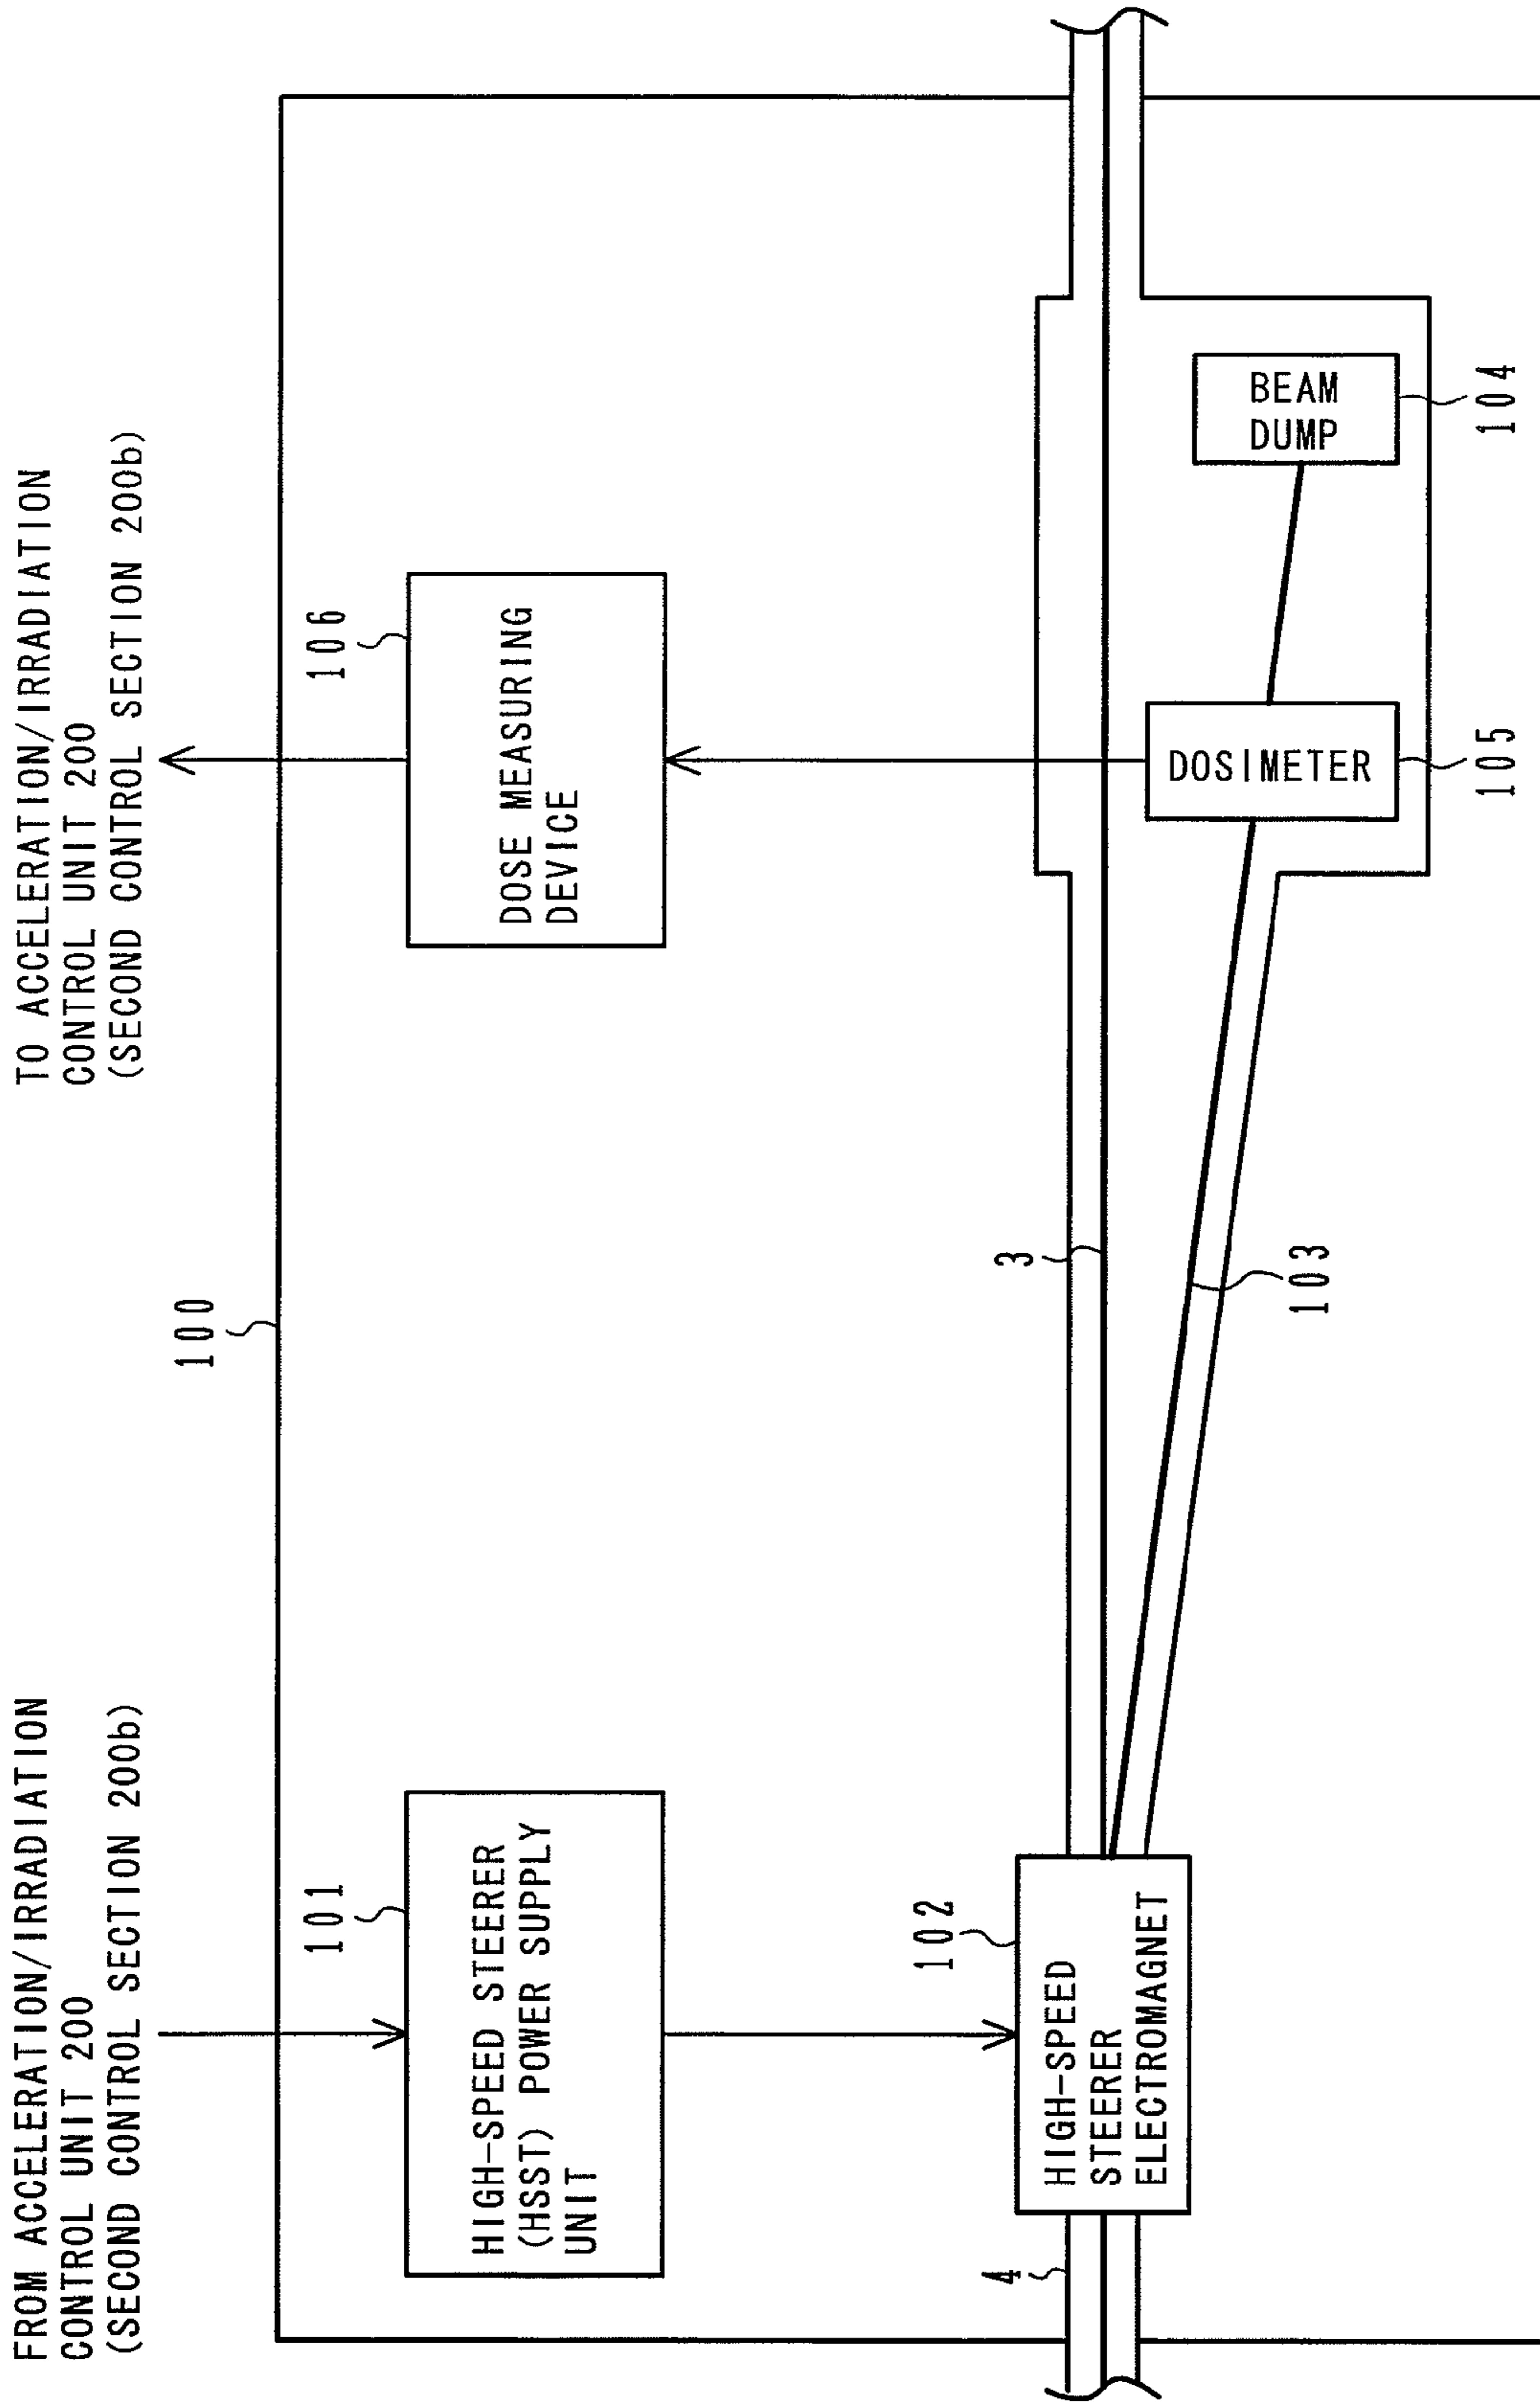 FROM ACCELERATION/IRRADIATION
CONTROL UNIT 200
(SECOND CONTROL SECTION 200b)
TO ACCELERATION/IRRADIATION
CONTROL UNIT 200
(SECOND CONTROL SECTION 200b)
100
101
HIGH-SPEED STEERER
(HSST) POWER SUPPLY
UNIT
106
DOSE MEASURING
DEVICE
4
102
HIGH-SPEED
STEERER
ELECTROMAGNET
3
103
DOSIMETER
105
BEAM
DUMP
104